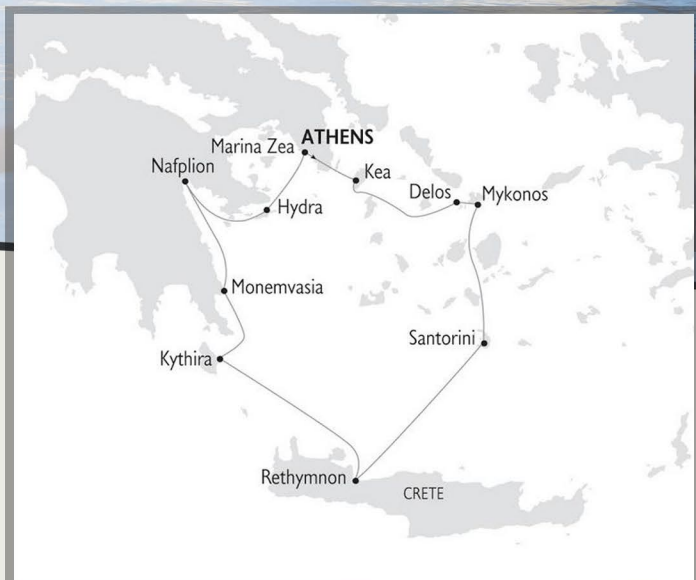 ATHENS
Marina Zea
Nafplion
Kea
Delos
Mykonos
Hydra
Monemvasia
Santorini
Kythira
Rethymnon
CRETE